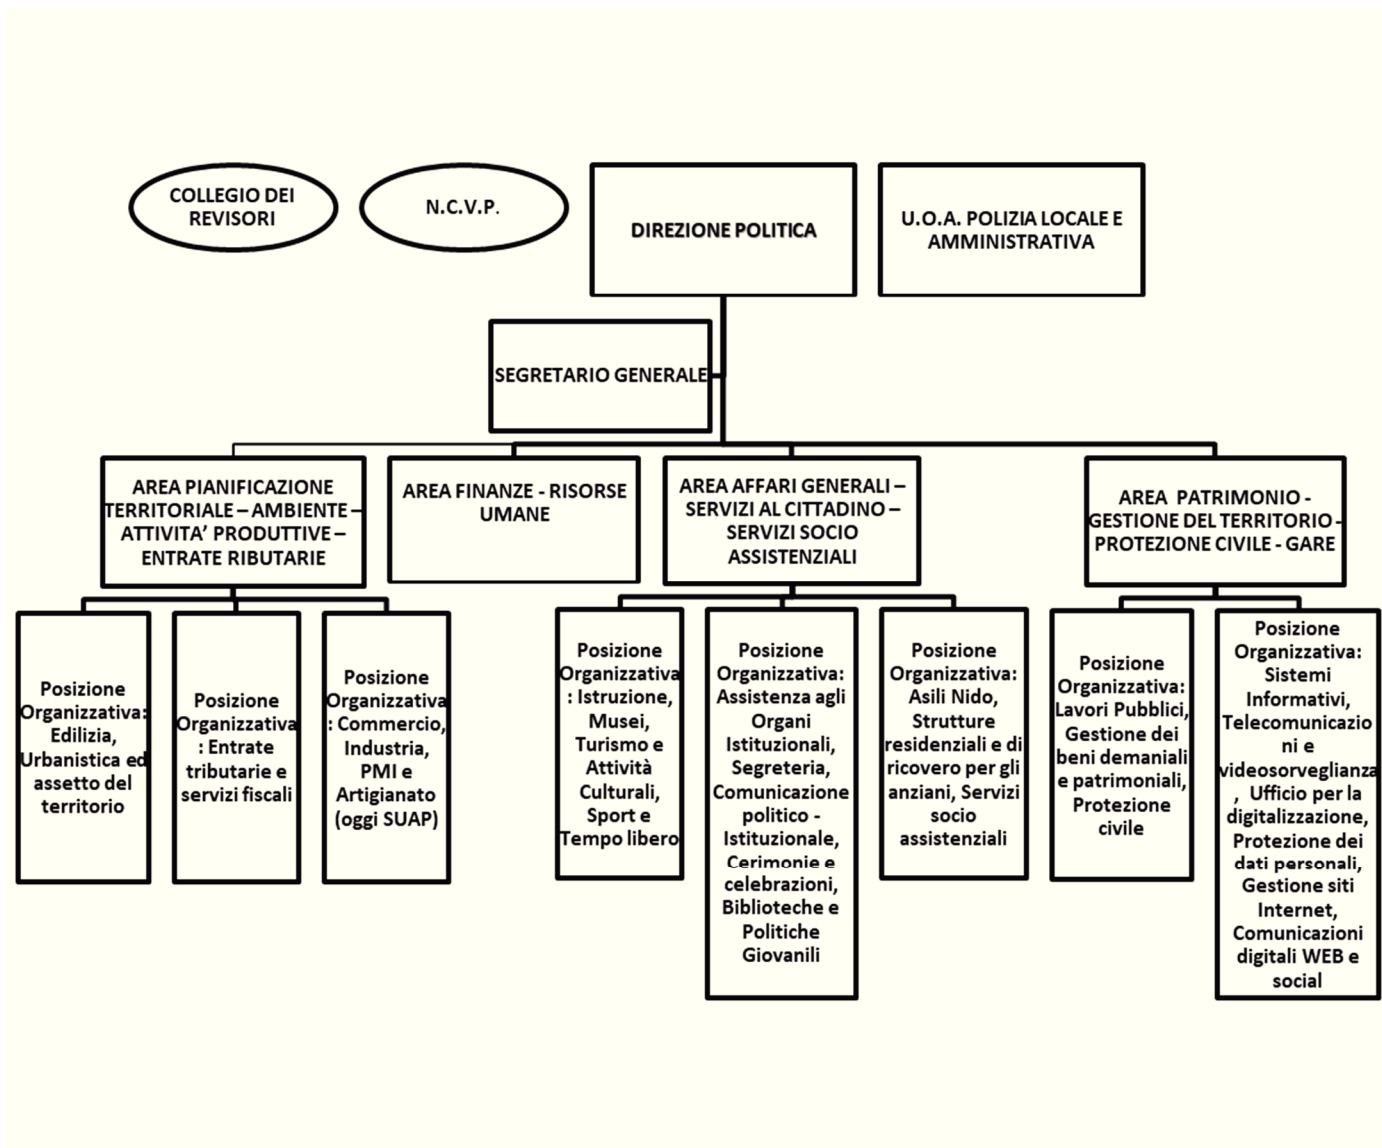 COLLEGIO DEI
REVISORI
N.C.V.P.
DIREZIONE POLITICA
U.O.A. POLIZIA LOCALE E
AMMINISTRATIVA
SEGRETARIO GENERALE
AREA PIANIFICAZIONE
TERRITORIALE – AMBIENTE –
ATTIVITA’ PRODUTTIVE –
ENTRATE RIBUTARIE
AREA FINANZE - RISORSE
UMANE
AREA AFFARI GENERALI –
SERVIZI AL CITTADINO –
SERVIZI SOCIO
ASSISTENZIALI
AREA PATRIMONIO -
GESTIONE DEL TERRITORIO -
PROTEZIONE CIVILE - GARE
Posizione
Organizzativa:
Edilizia,
Urbanistica ed
assetto del
territorio
Posizione
Organizzativa
: Entrate
tributarie e
servizi fiscali
Posizione
Organizzativa
: Commercio,
Industria,
PMI e
Artigianato
(oggi SUAP)
Posizione
Organizzativa
: Istruzione,
Musei,
Turismo e
Attività
Culturali,
Sport e
Tempo libero
Posizione
Organizzativa:
Assistenza agli
Organi
Istituzionali,
Segreteria,
Comunicazione
politico -
Istituzionale,
Cerimonie e
celebrazioni,
Biblioteche e
Politiche
Giovanili
Posizione
Organizzativa:
Asili Nido,
Strutture
residenziali e di
ricovero per gli
anziani, Servizi
socio
assistenziali
Posizione
Organizzativa:
Lavori Pubblici,
Gestione dei
beni demaniali
e patrimoniali,
Protezione
civile
Posizione
Organizzativa:
Sistemi
Informativi,
Telecomunicazio
ni e
videosorveglianza
, Ufficio per la
digitalizzazione,
Protezione dei
dati personali,
Gestione siti
Internet,
Comunicazioni
digitali WEB e
social